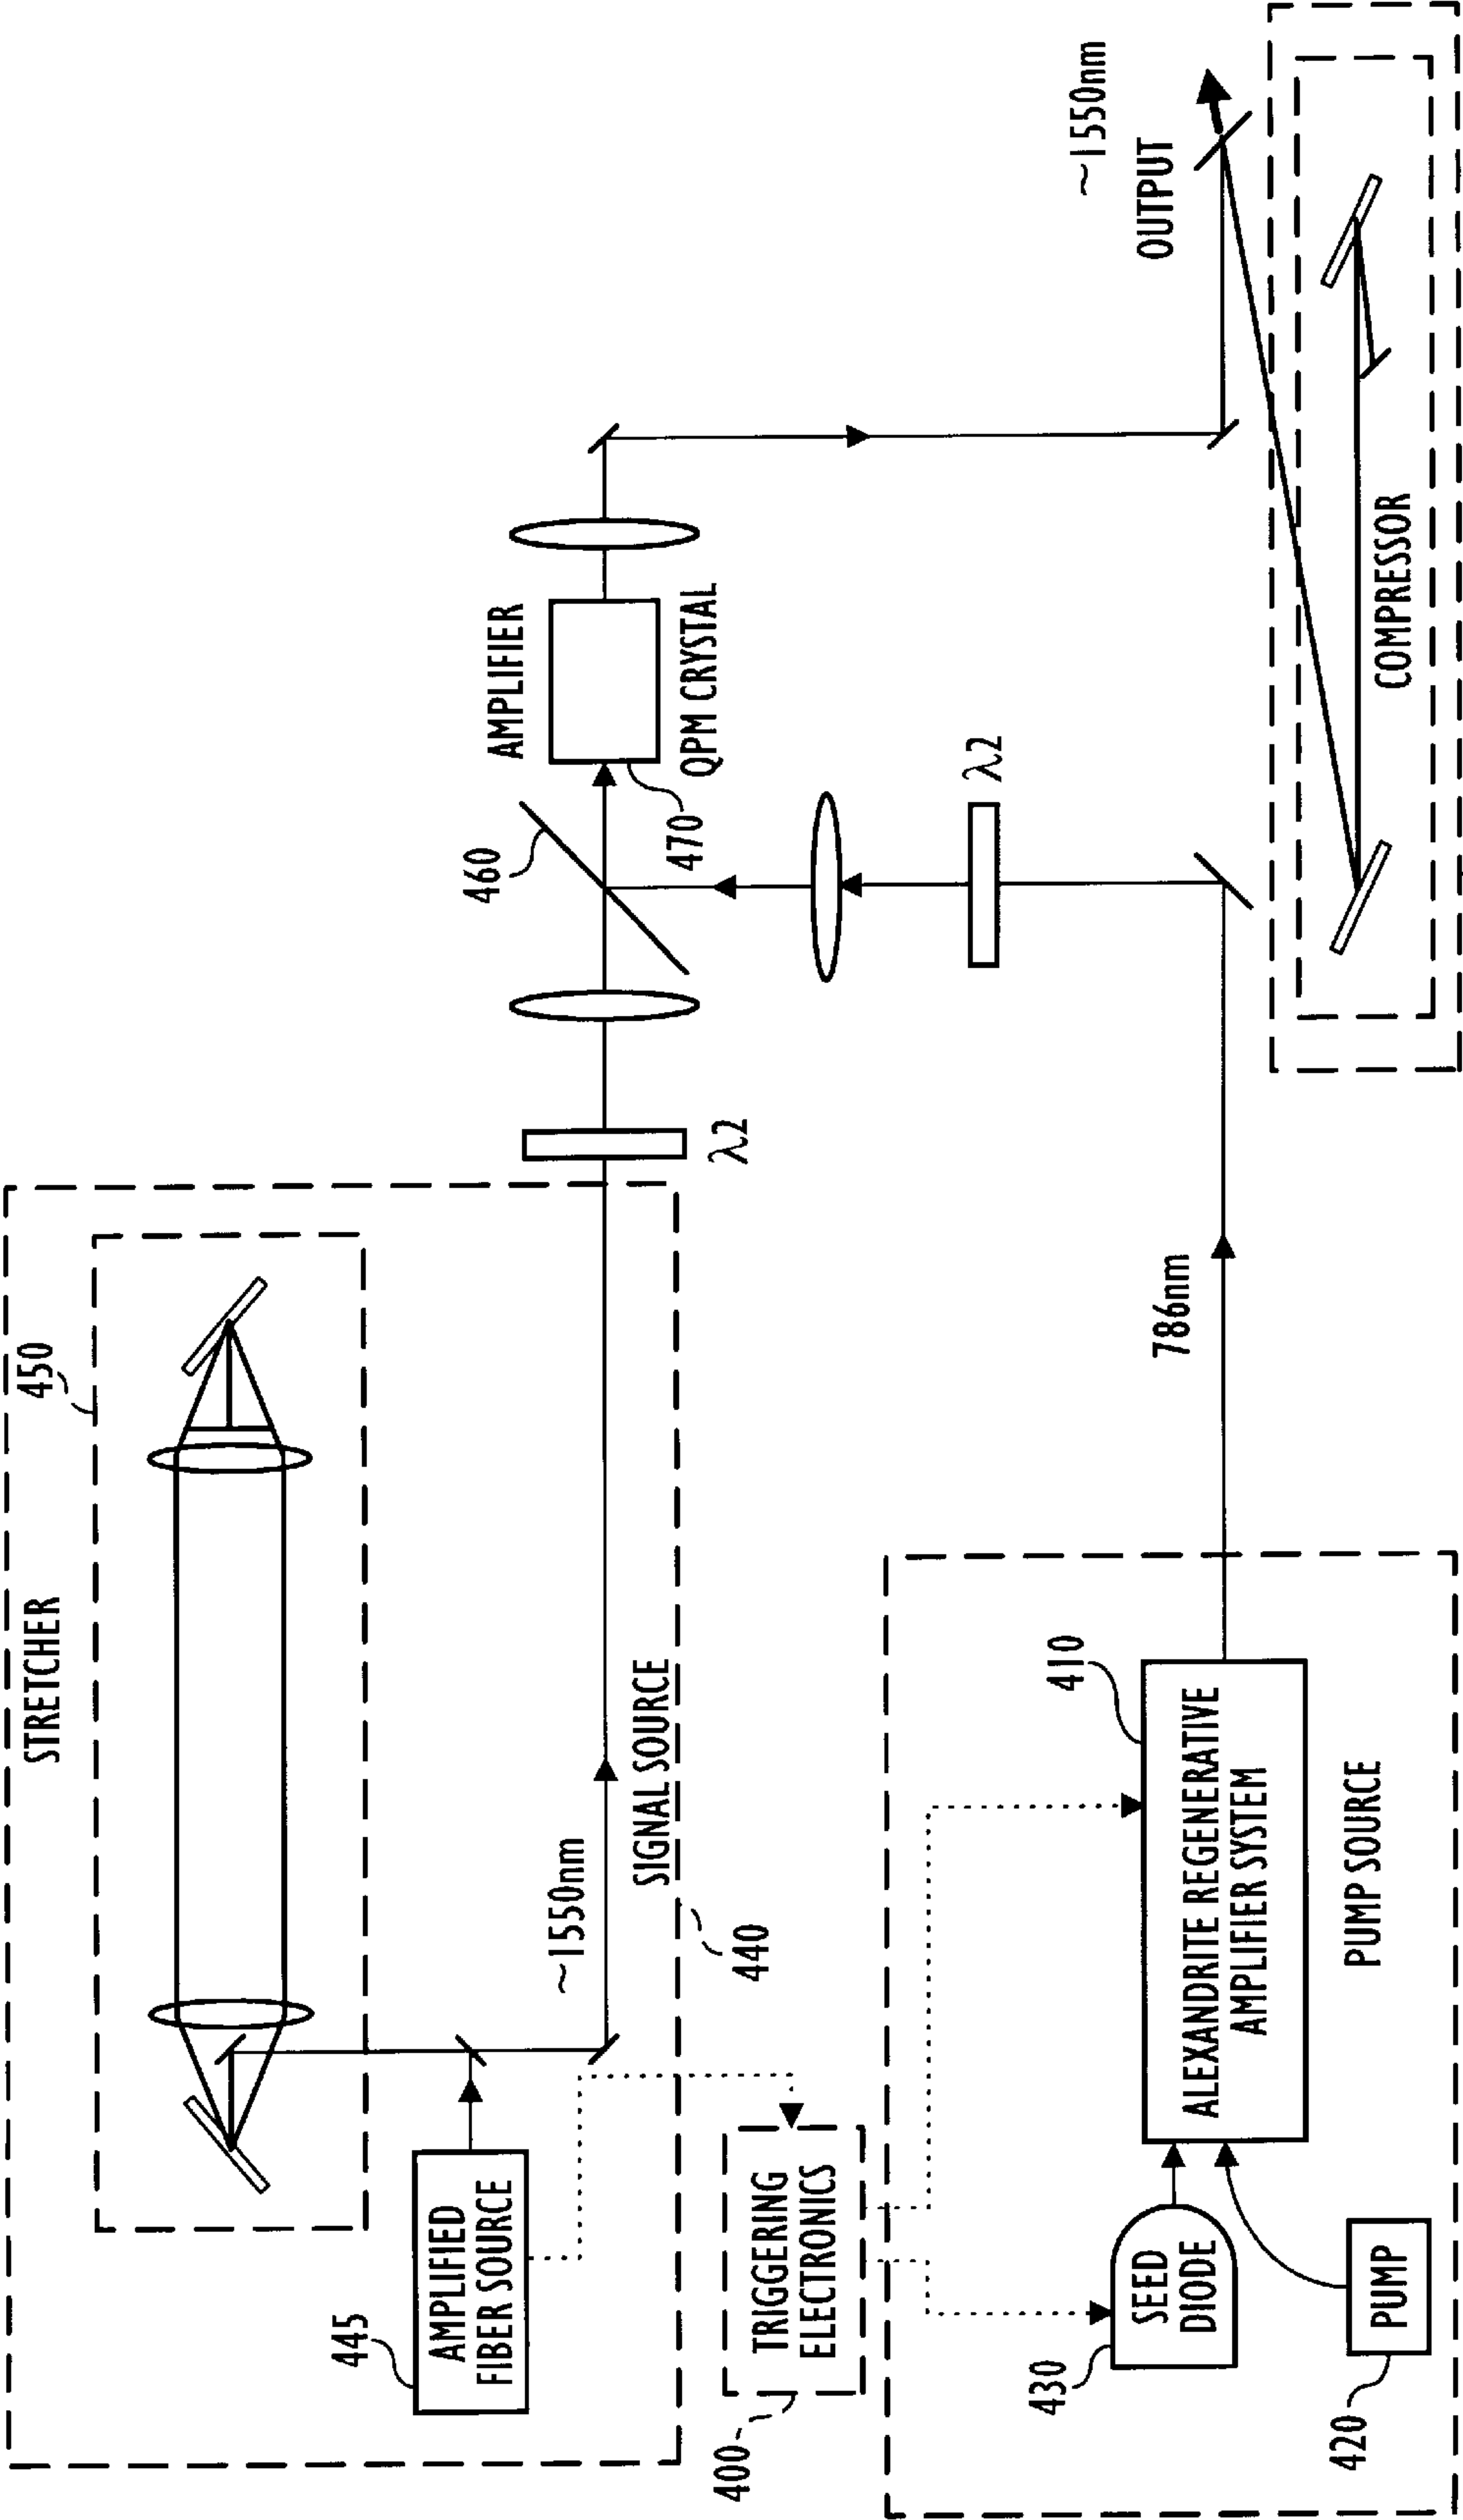 450
STRETCHER
445
AMPLIFIED
FIBER SOURCE
~1550nm
SIGNAL SOURCE
440
λ2
460
AMPLIFIER
470
QPM CRYSTAL
λ2
400
TRIGGERING
ELECTRONICS
430
SEED
DIODE
420
PUMP
410
ALEXANDRITE REGENERATIVE
AMPLIFIER SYSTEM
PUMP SOURCE
786nm
~1550nm
OUTPUT
COMPRESSOR